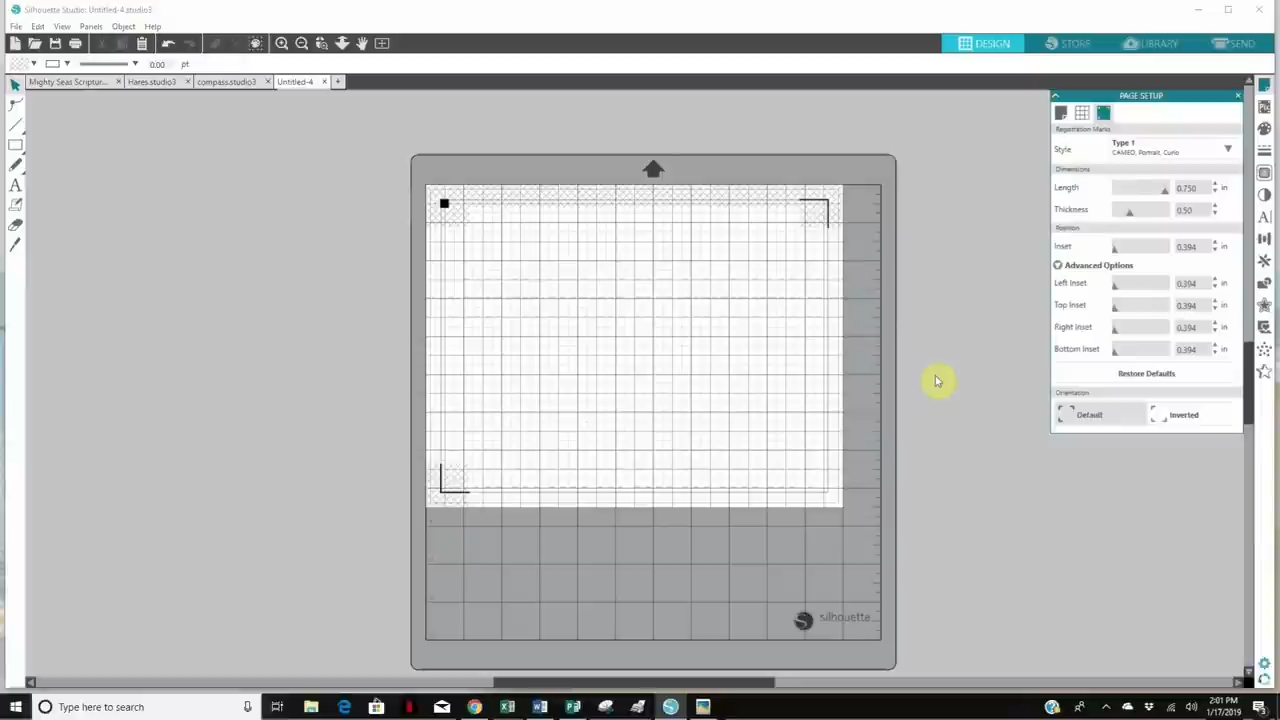 Silhouette Studio: Untitled-4.studio3
File Edit View Panels Object Help
DESIGN STORE LIBRARY SEND
0.00 pt
Mighty Seas Scriptur... × Hares.studio3 × compass.studio3 × Untitled-4 × +
PAGE SETUP ×
Registration Marks
Style Type 1
CAMEO, Portrait, Curio
Dimensions
Length 0.750 in
Thickness 0.50
Position
Inset 0.394 in
Advanced Options
Left Inset 0.394 in
Top Inset 0.394 in
Right Inset 0.394 in
Bottom Inset 0.394 in
Restore Defaults
Orientation
Default Inverted
silhouette
Type here to search
2:01 PM
1/17/2019